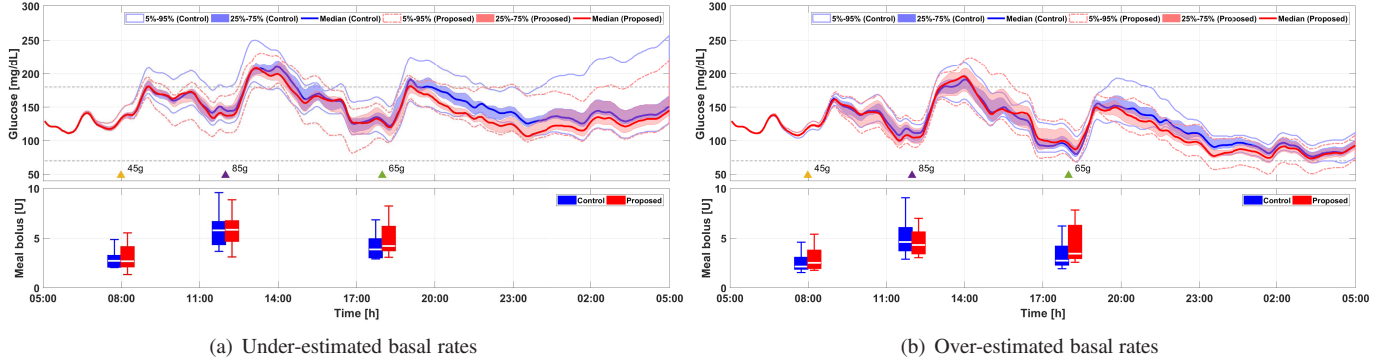 5%-95% (Control) 25%-75% (Control) Median (Control) 5%-95% (Proposed) 25%-75% (Proposed) Median (Proposed)
300
250
200
150
100
50
Glucose [mg/dL]
45g
85g
65g
10
5
0
Meal bolus [U]
Control Proposed
05:00 08:00 11:00 14:00 17:00 20:00 23:00 02:00 05:00
Time [h]
(a) Under-estimated basal rates
5%-95% (Control) 25%-75% (Control) Median (Control) 5%-95% (Proposed) 25%-75% (Proposed) Median (Proposed)
300
250
200
150
100
50
Glucose [mg/dL]
45g
85g
65g
10
5
0
Meal bolus [U]
Control Proposed
05:00 08:00 11:00 14:00 17:00 20:00 23:00 02:00 05:00
Time [h]
(b) Over-estimated basal rates